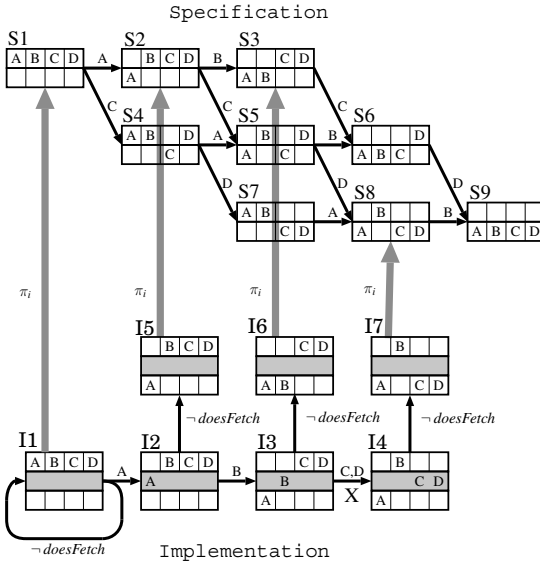 Specification
S1 S2 S3
A B C D A B C D B C D
A A B
C C C
S4 S5 S6
A B D A B D B D
C A C A B C
D D D
S7 S8 S9
A B A B B
C D A C D A B C D
πi πi πi πi
I5 I6 I7
B C D C D B
A A B A C D
¬ doesFetch ¬ doesFetch ¬ doesFetch
I1 I2 I3 I4
A B C D A B C D B C D C,D B
A B X C D
A A
¬ doesFetch
Implementation